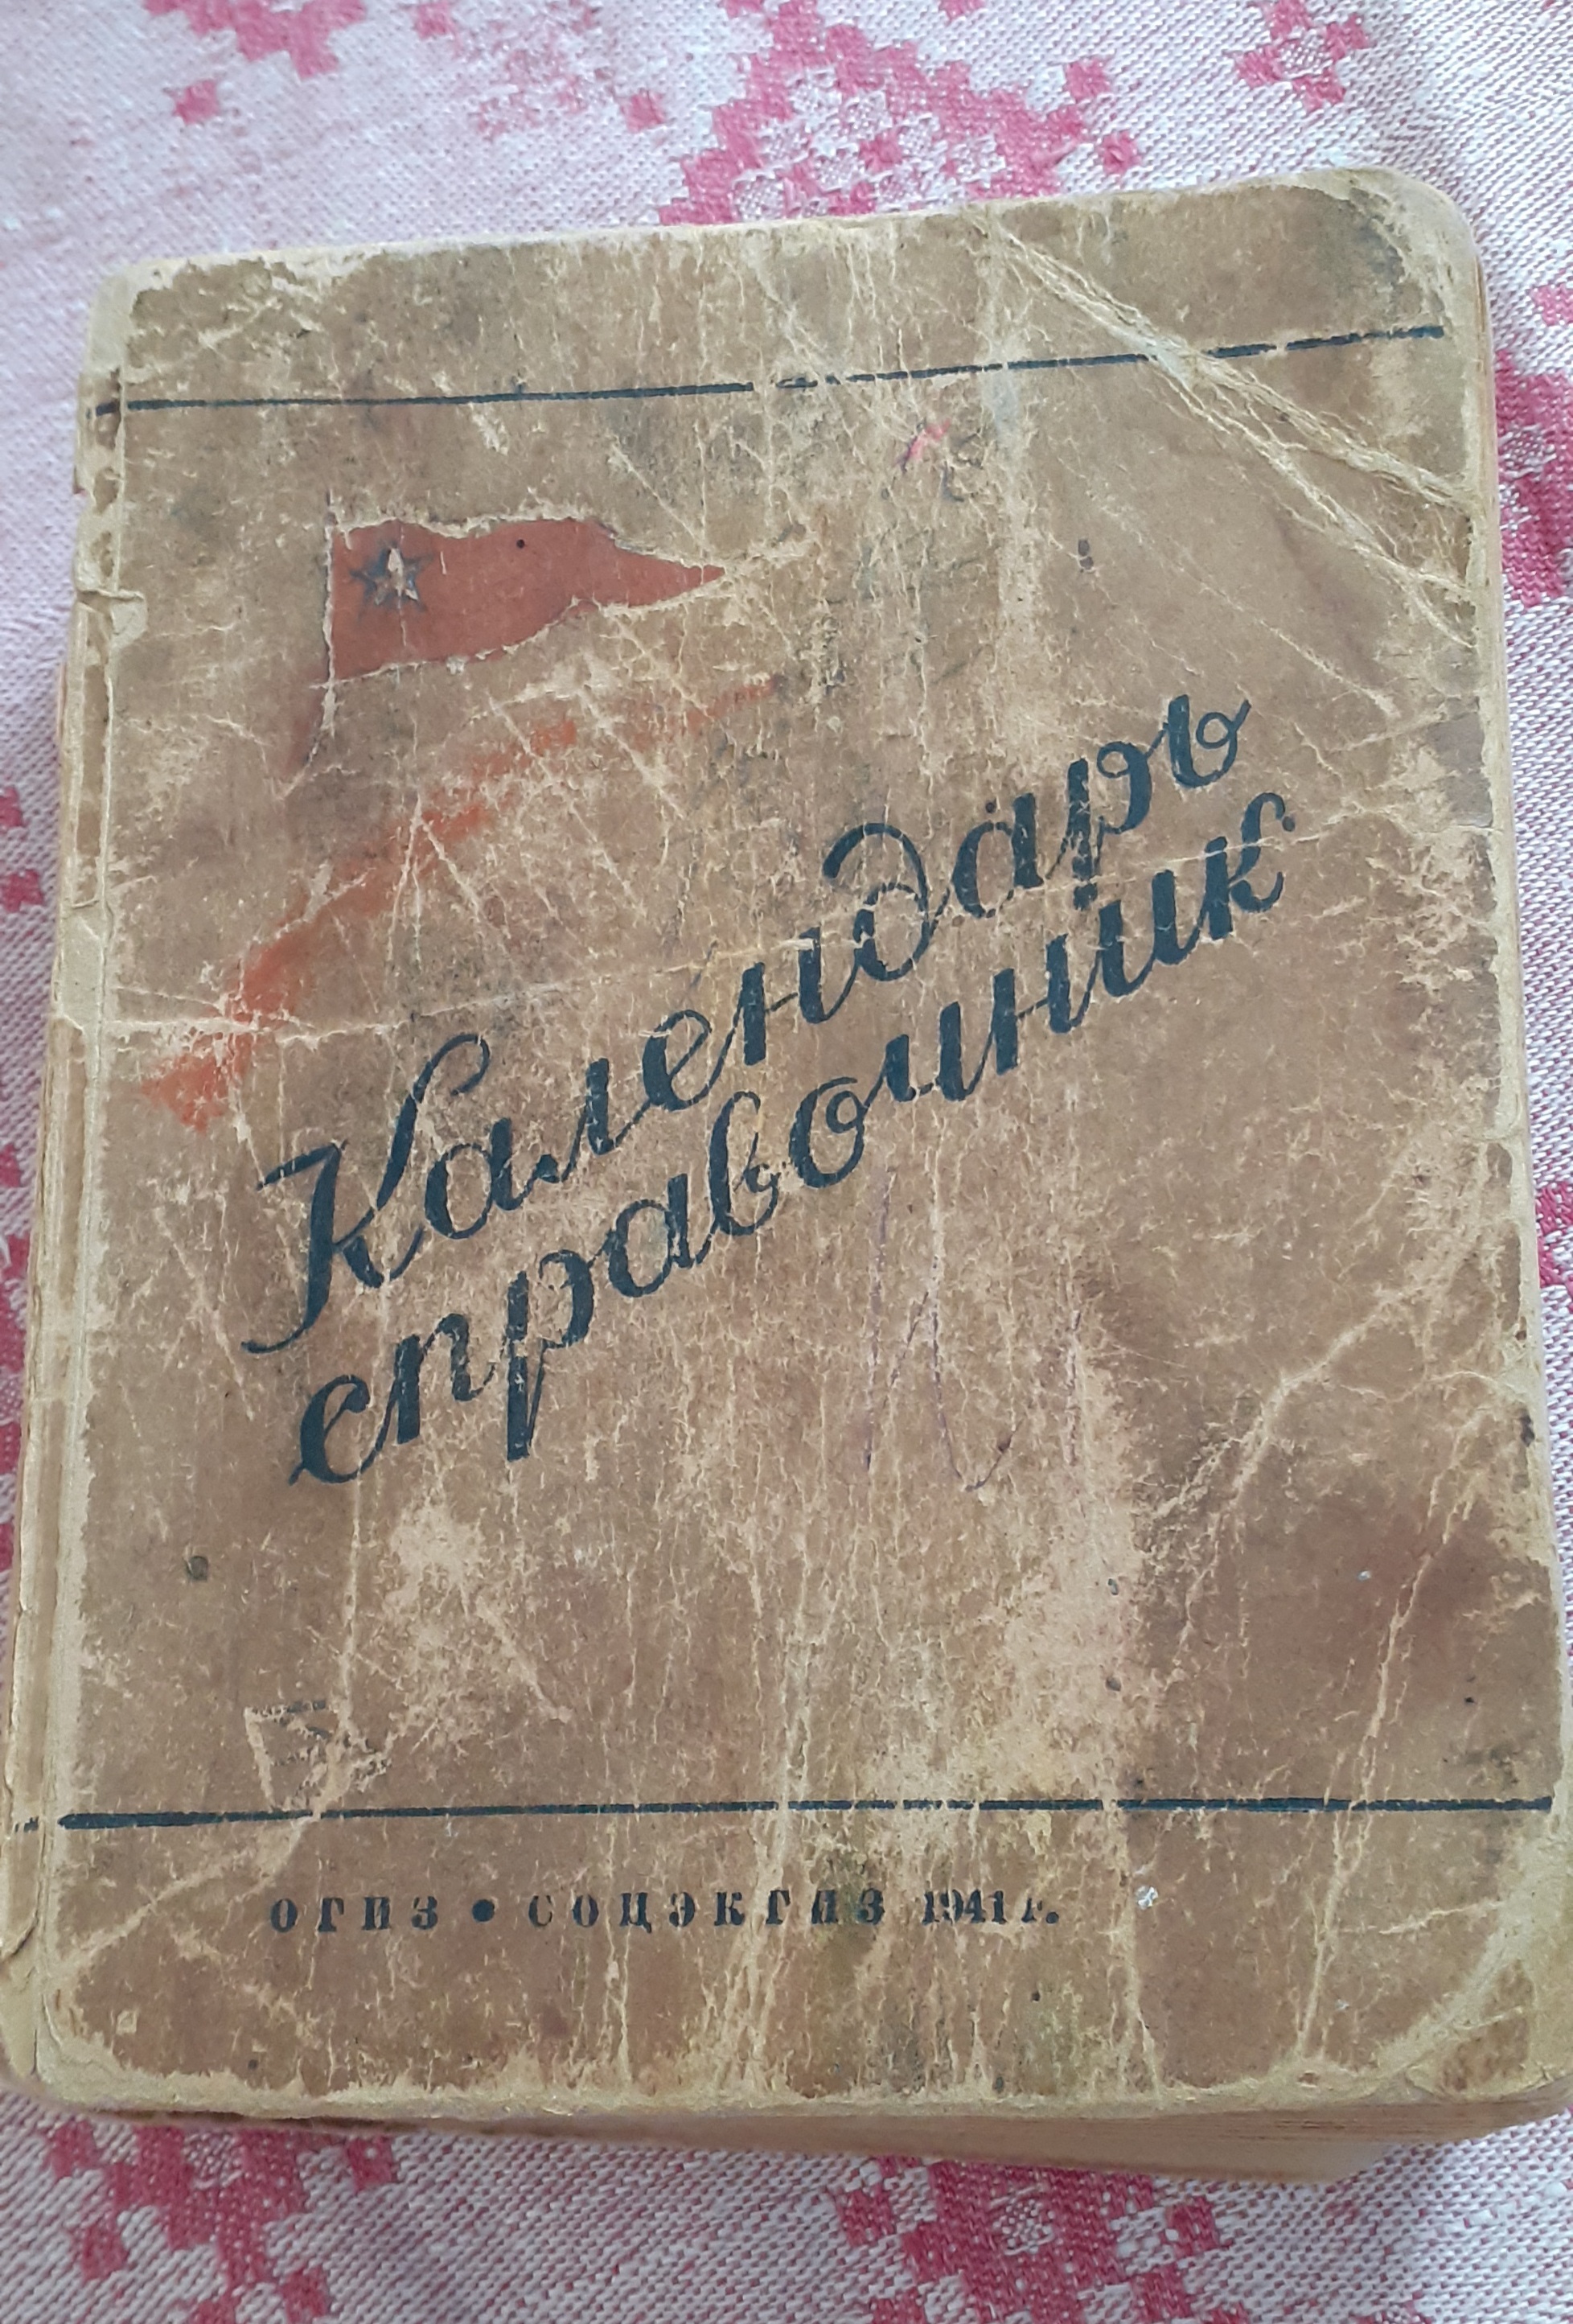 Календарь
справочник
ОГИЗ • СОЦЭКГИЗ 1941 г.